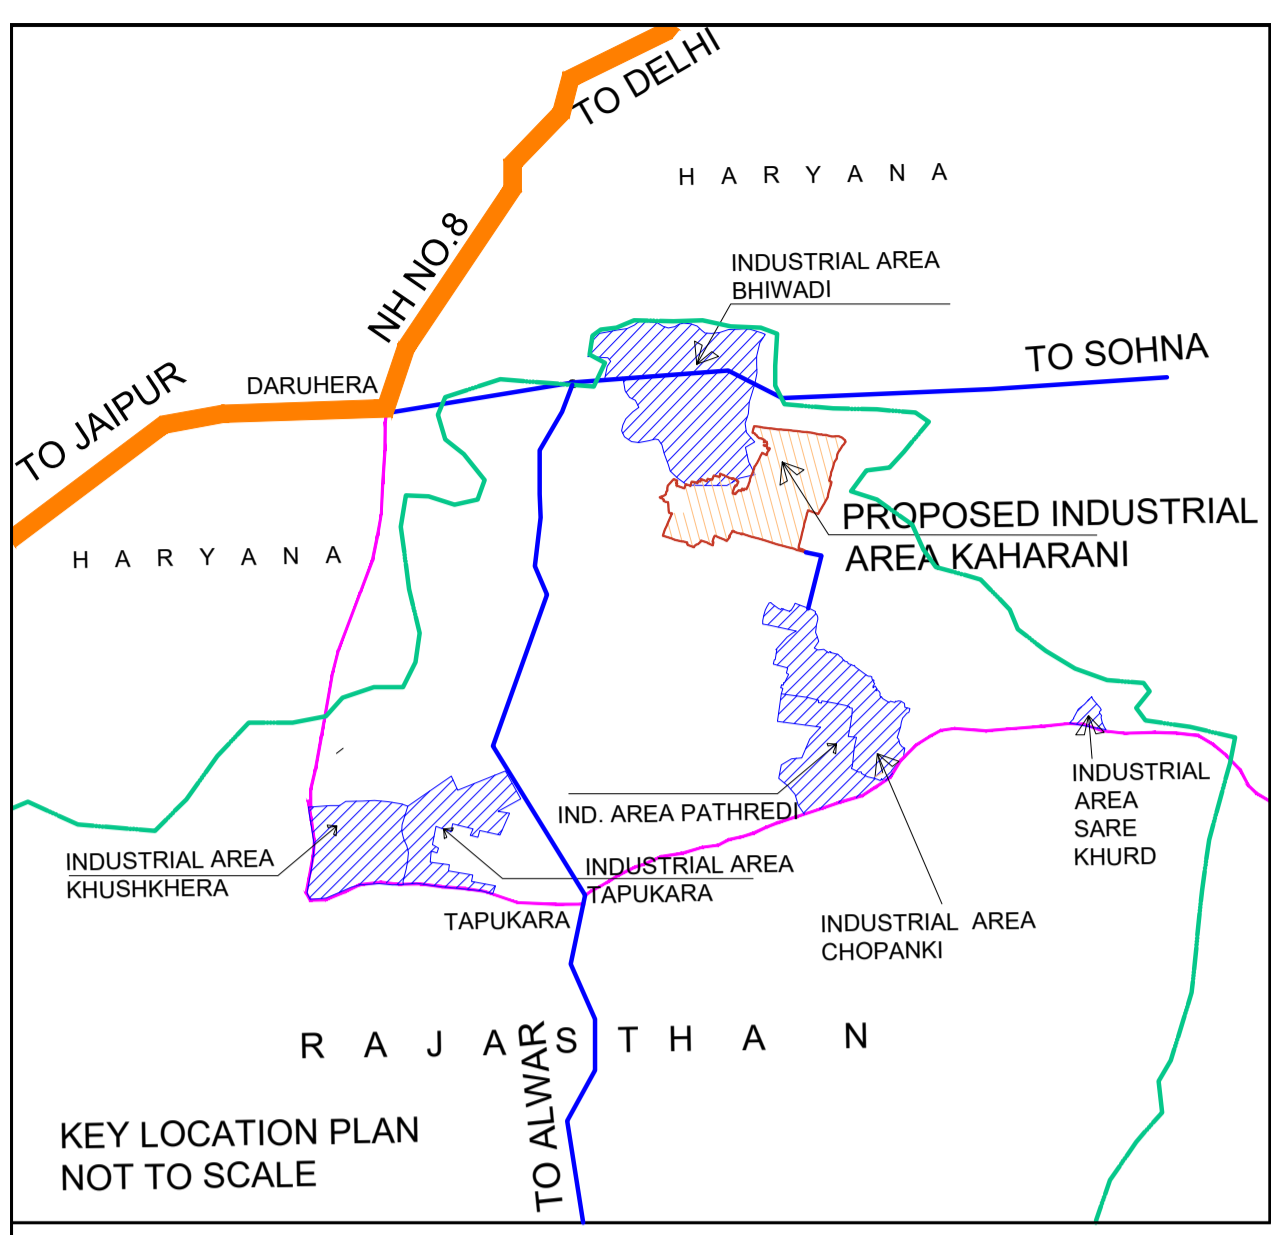 TO DELHI
HARYANA
NH NO.8
INDUSTRIAL AREA
BHIWADI
TO SOHNA
TO JAIPUR
DARUHERA
PROPOSED INDUSTRIAL
AREA KAHARANI
HARYANA
INDUSTRIAL
AREA
SARE
KHURD
IND. AREA PATHREDI
INDUSTRIAL AREA
KHUSHKHERA
INDUSTRIAL AREA
TAPUKARA
TAPUKARA
INDUSTRIAL AREA
CHOPANKI
RAJASTHAN
TO ALWAR
KEY LOCATION PLAN
NOT TO SCALE